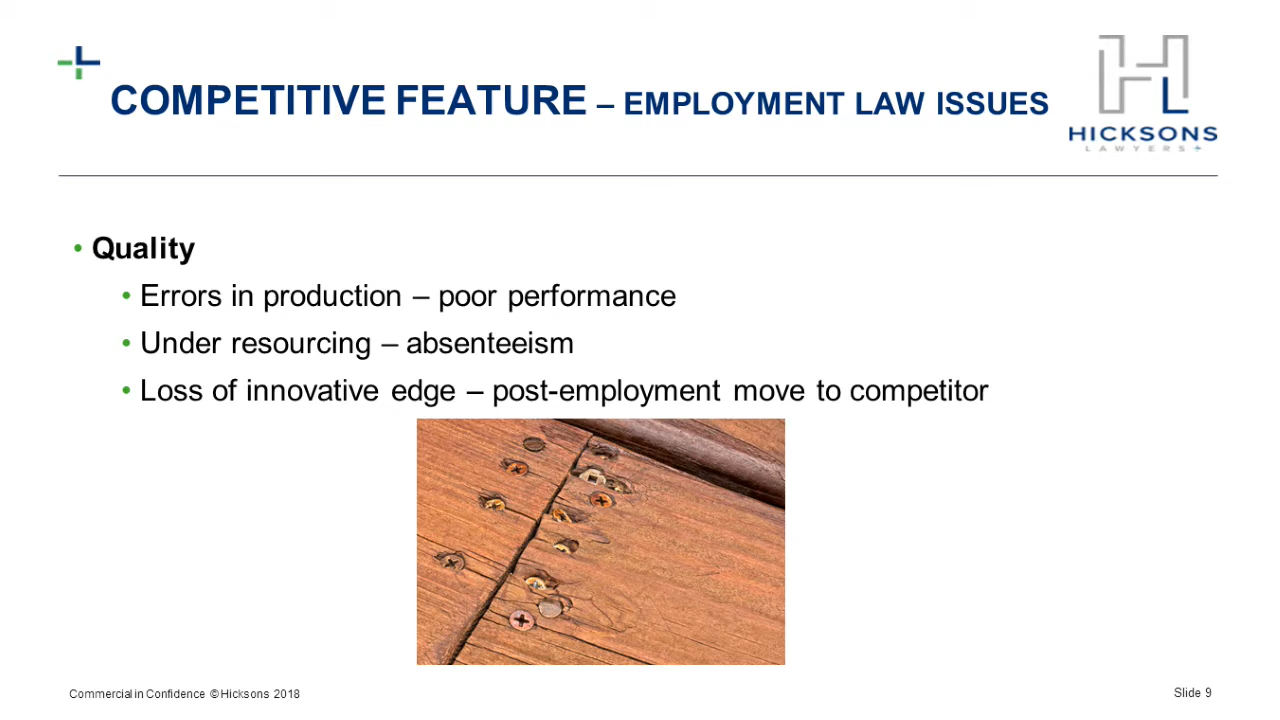 COMPETITIVE FEATURE – EMPLOYMENT LAW ISSUES
HICKSONS
LAWYERS
• Quality
• Errors in production – poor performance
• Under resourcing – absenteeism
• Loss of innovative edge – post-employment move to competitor
Commercial in Confidence © Hicksons 2018
Slide 9